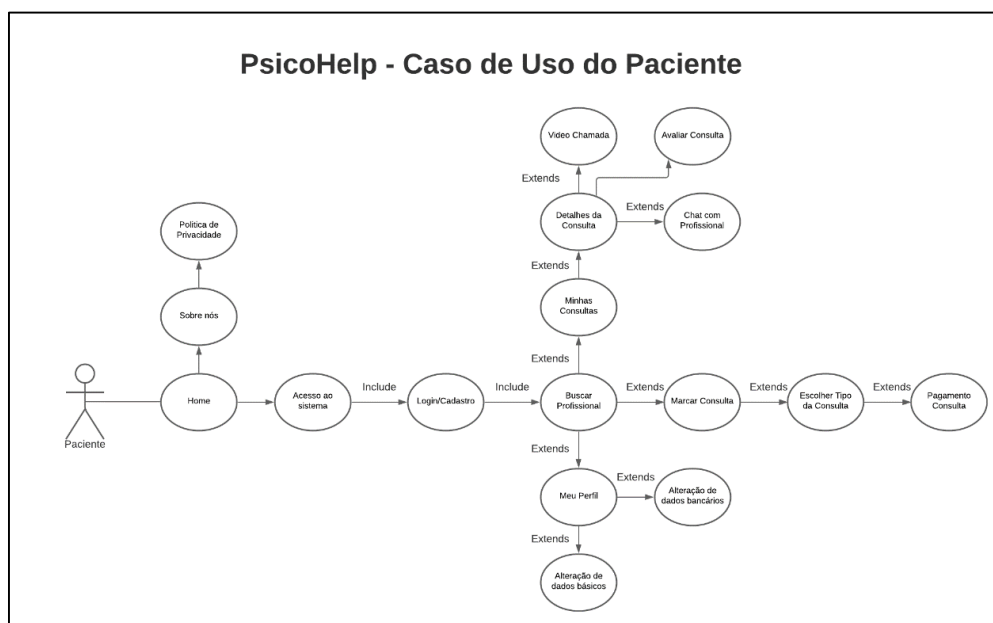 PsicoHelp - Caso de Uso do Paciente
Video Chamada
Avaliar Consulta
Extends
Detalhes da
Consulta
Extends
Chat com
Profissional
Politica de
Privacidade
Extends
Sobre nós
Minhas
Consultas
Extends
Paciente
Home
Acesso ao
sistema
Include
Login/Cadastro
Include
Buscar
Profissional
Extends
Marcar Consulta
Extends
Escolher Tipo
da Consulta
Extends
Pagamento
Consulta
Extends
Meu Perfil
Extends
Alteração de
dados bancários
Extends
Alteração de
dados básicos